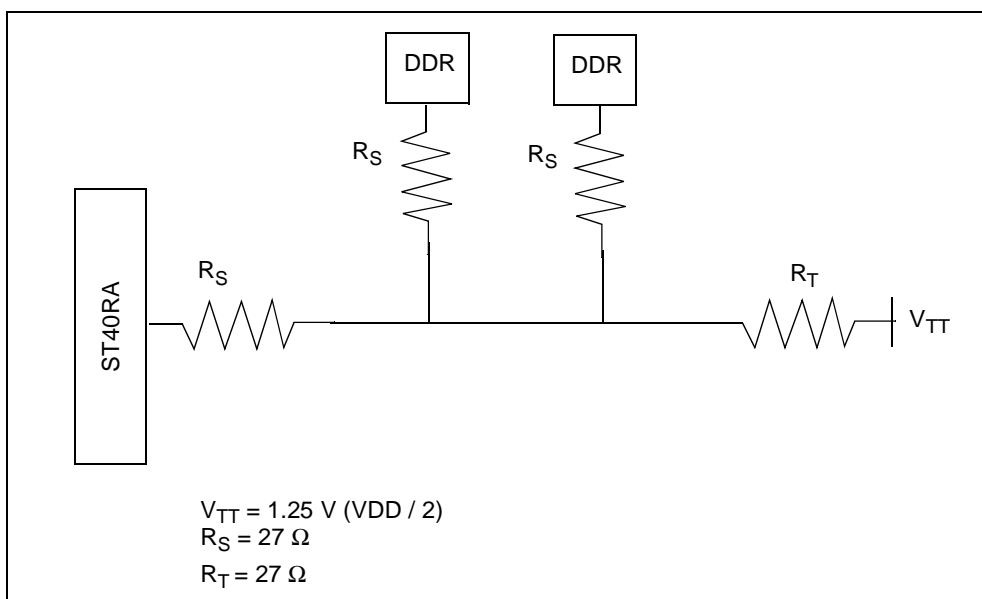 DDR
DDR
RS
RS
ST40RA
RS
RT
VTT
VTT = 1.25 V (VDD / 2)
RS = 27 Ω
RT = 27 Ω